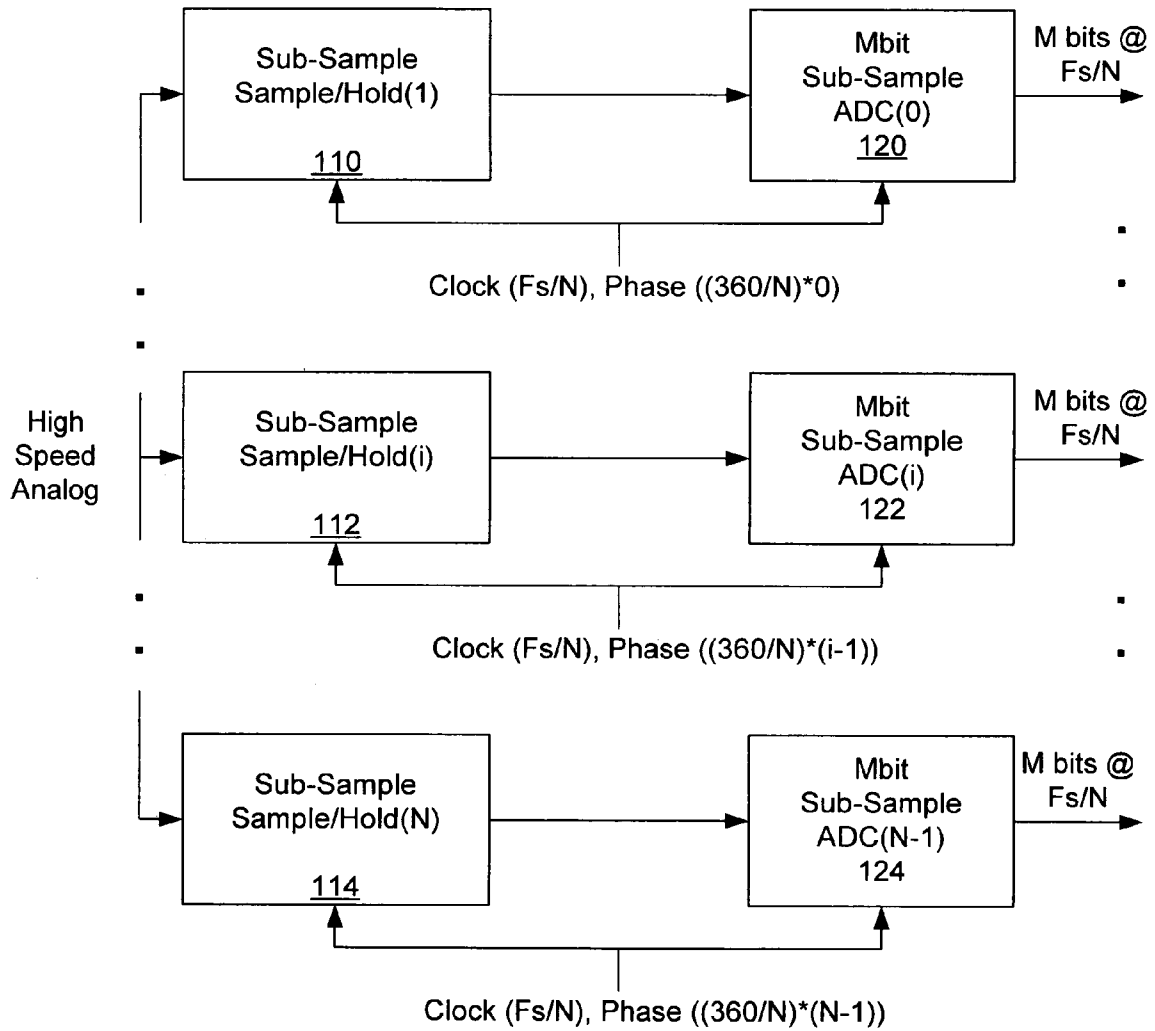 Sub-Sample
Sample/Hold(1)
110
Mbit
Sub-Sample
ADC(0)
120
M bits @
Fs/N
Clock (Fs/N), Phase ((360/N)*0)
High
Speed
Analog
Sub-Sample
Sample/Hold(i)
112
Mbit
Sub-Sample
ADC(i)
122
M bits @
Fs/N
Clock (Fs/N), Phase ((360/N)*(i-1))
Sub-Sample
Sample/Hold(N)
114
Mbit
Sub-Sample
ADC(N-1)
124
M bits @
Fs/N
Clock (Fs/N), Phase ((360/N)*(N-1))